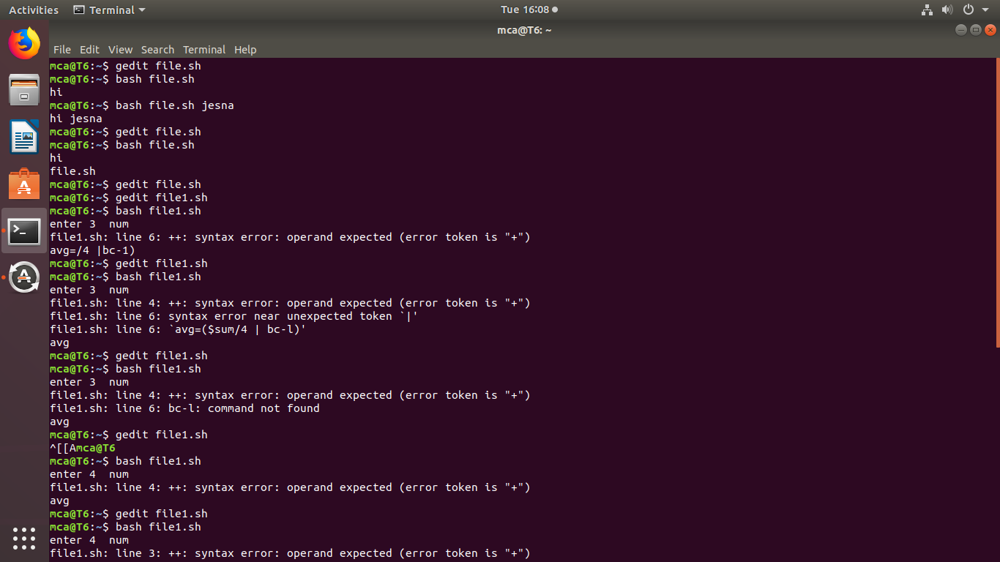 Activities Terminal Tue 16:08
mca@T6: ~
File Edit View Search Terminal Help
mca@T6:~$ gedit file.sh
mca@T6:~$ bash file.sh
hi
mca@T6:~$ bash file.sh jesna
hi jesna
mca@T6:~$ gedit file.sh
mca@T6:~$ bash file.sh
hi
file.sh
mca@T6:~$ gedit file.sh
mca@T6:~$ gedit file1.sh
mca@T6:~$ bash file1.sh
enter 3  num
file1.sh: line 6: ++: syntax error: operand expected (error token is "+")
avg=/4 |bc-1)
mca@T6:~$ gedit file1.sh
mca@T6:~$ bash file1.sh
enter 3  num
file1.sh: line 4: ++: syntax error: operand expected (error token is "+")
file1.sh: line 6: syntax error near unexpected token `|'
file1.sh: line 6: `avg=($sum/4 | bc-l)'
avg
mca@T6:~$ gedit file1.sh
mca@T6:~$ bash file1.sh
enter 3  num
file1.sh: line 4: ++: syntax error: operand expected (error token is "+")
file1.sh: line 6: bc-l: command not found
avg
mca@T6:~$ gedit file1.sh
^[[Amca@T6
mca@T6:~$ bash file1.sh
enter 4  num
file1.sh: line 4: ++: syntax error: operand expected (error token is "+")
avg
mca@T6:~$ gedit file1.sh
mca@T6:~$ bash file1.sh
enter 4  num
file1.sh: line 3: ++: syntax error: operand expected (error token is "+")